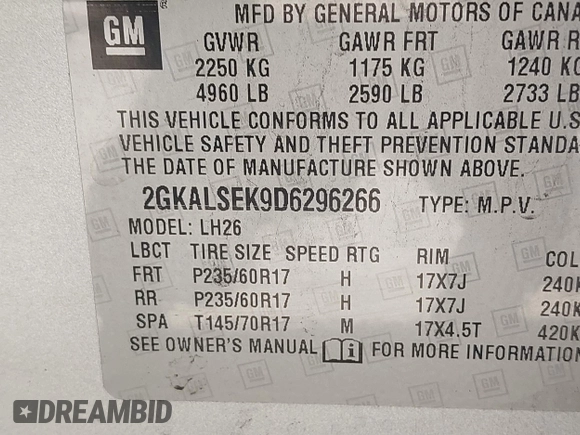 GM
MFD BY GENERAL MOTORS OF CANA
GVWR GAWR FRT GAWR R
2250 KG 1175 KG 1240 KG
4960 LB 2590 LB 2733 LB
THIS VEHICLE CONFORMS TO ALL APPLICABLE U.S
VEHICLE SAFETY AND THEFT PREVENTION STANDA
THE DATE OF MANUFACTURE SHOWN ABOVE.
2GKALSEK9D6296266 TYPE: M.P.V.
MODEL: LH26
LBCT TIRE SIZE SPEED RTG RIM COL
FRT P235/60R17 H 17X7J 240K
RR P235/60R17 H 17X7J 240K
SPA T145/70R17 M 17X4.5T 420K
SEE OWNER'S MANUAL FOR MORE INFORMATION
DREAMBID